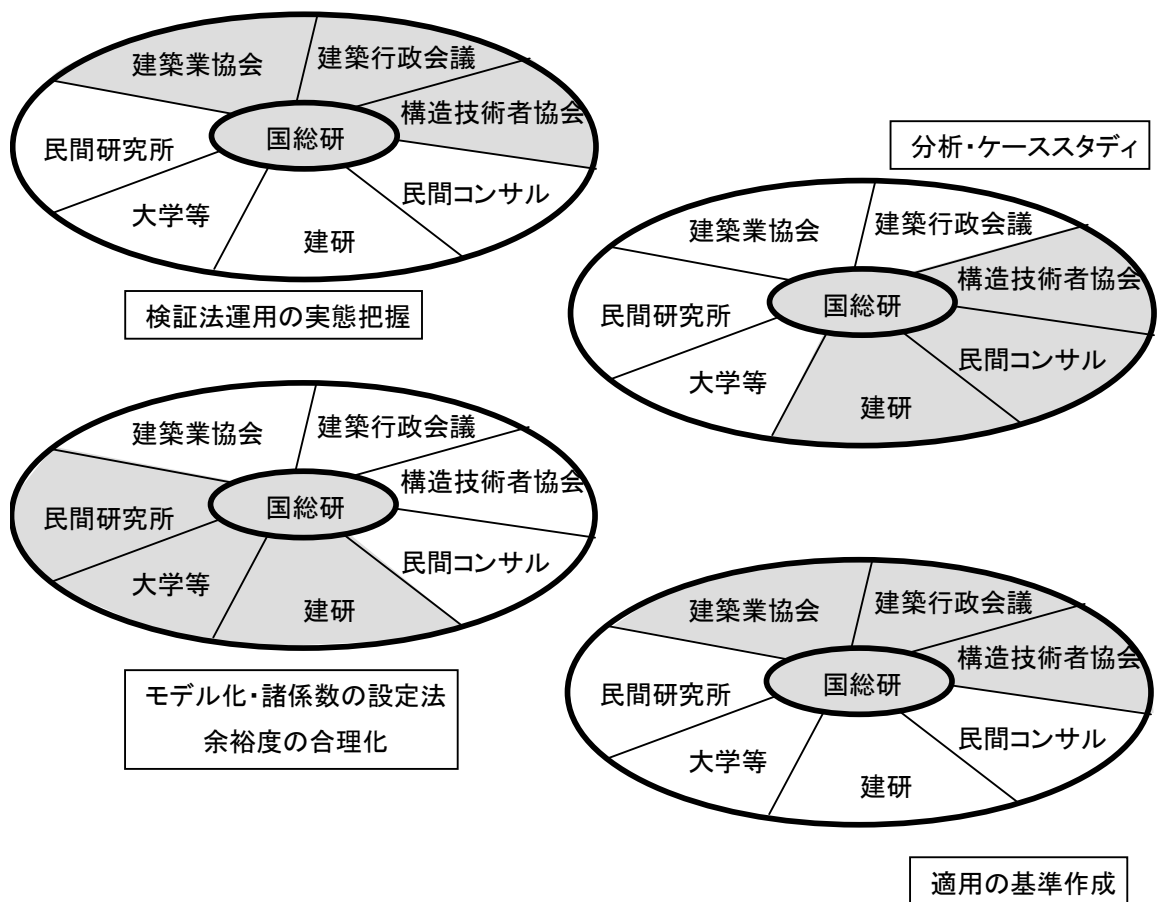 建築業協会
建築行政会議
構造技術者協会
民間研究所
国総研
民間コンサル
大学等
建研
検証法運用の実態把握
分析・ケーススタディ
建築業協会
建築行政会議
構造技術者協会
民間研究所
国総研
民間コンサル
大学等
建研
建築業協会
建築行政会議
構造技術者協会
民間研究所
国総研
民間コンサル
大学等
建研
モデル化・諸係数の設定法
余裕度の合理化
建築業協会
建築行政会議
構造技術者協会
民間研究所
国総研
民間コンサル
大学等
建研
適用の基準作成